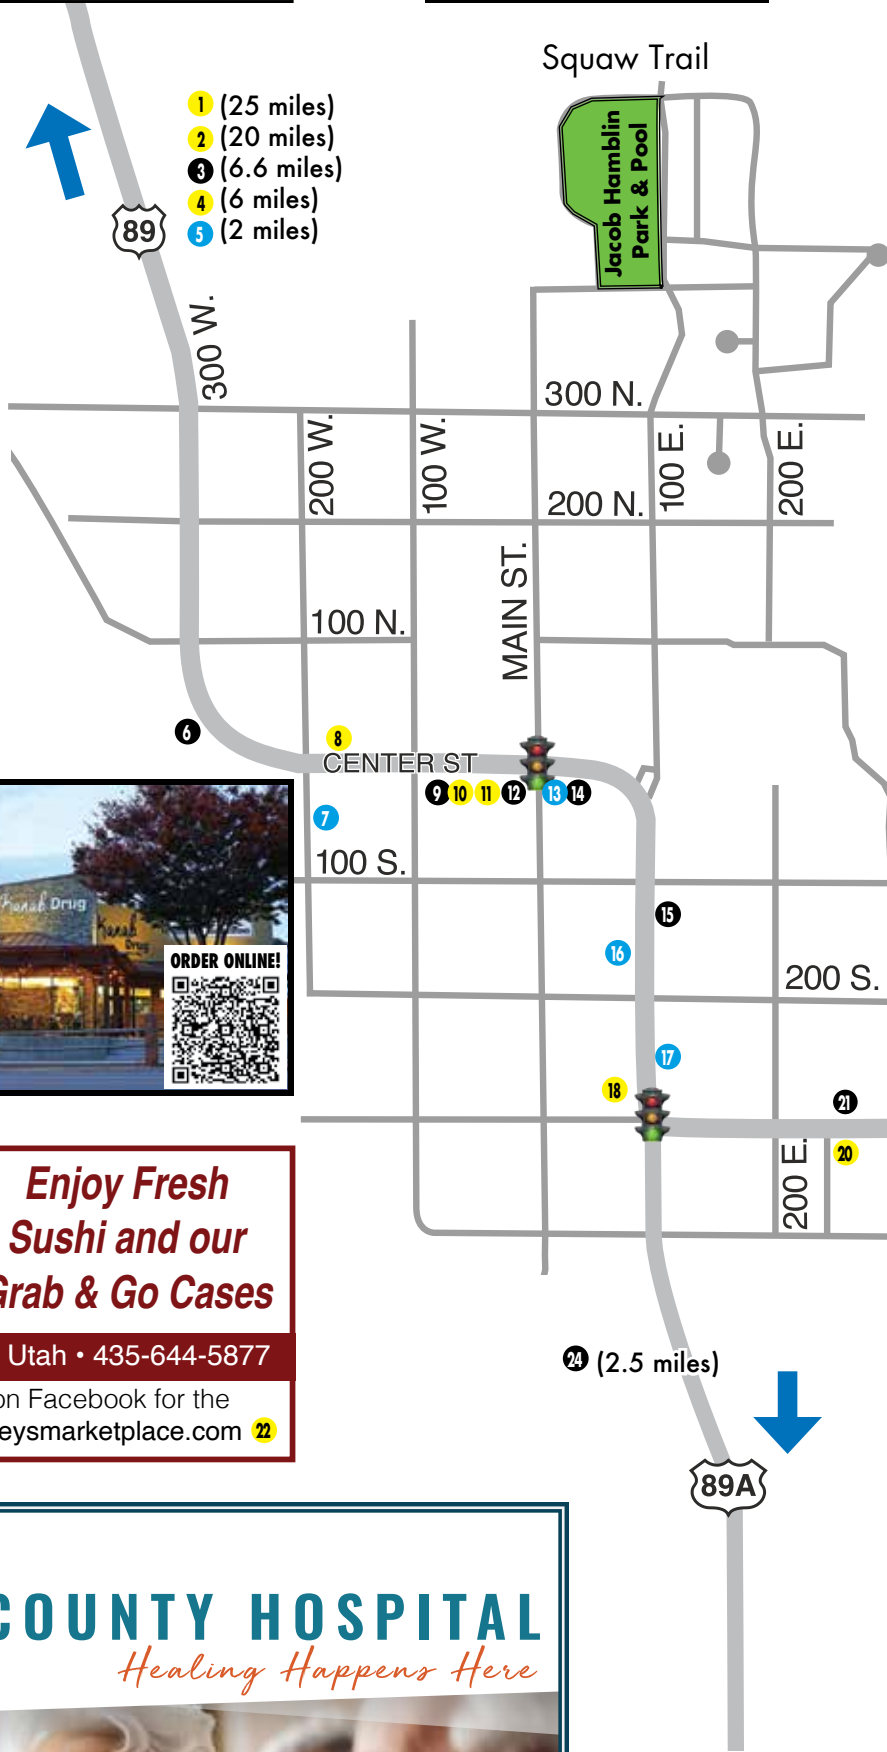 Squaw Trail
1 (25 miles)
2 (20 miles)
3 (6.6 miles)
4 (6 miles)
5 (2 miles)
Jacob Hamblin
Park & Pool
89
300 W.
300 N.
200 W.
100 W.
100 E.
200 E.
200 N.
MAIN ST.
100 N.
6
8
CENTER ST
9 10 11 12 13 14
7
100 S.
Kanab Drug
Kanab
Drug
ORDER ONLINE!
15
16
200 S.
17
18
21
20
200 E.
Enjoy Fresh
Sushi and our
Grab & Go Cases
Utah • 435-644-5877
24 (2.5 miles)
on Facebook for the
eysmarketplace.com 22
89A
COUNTY HOSPITAL
Healing Happens Here